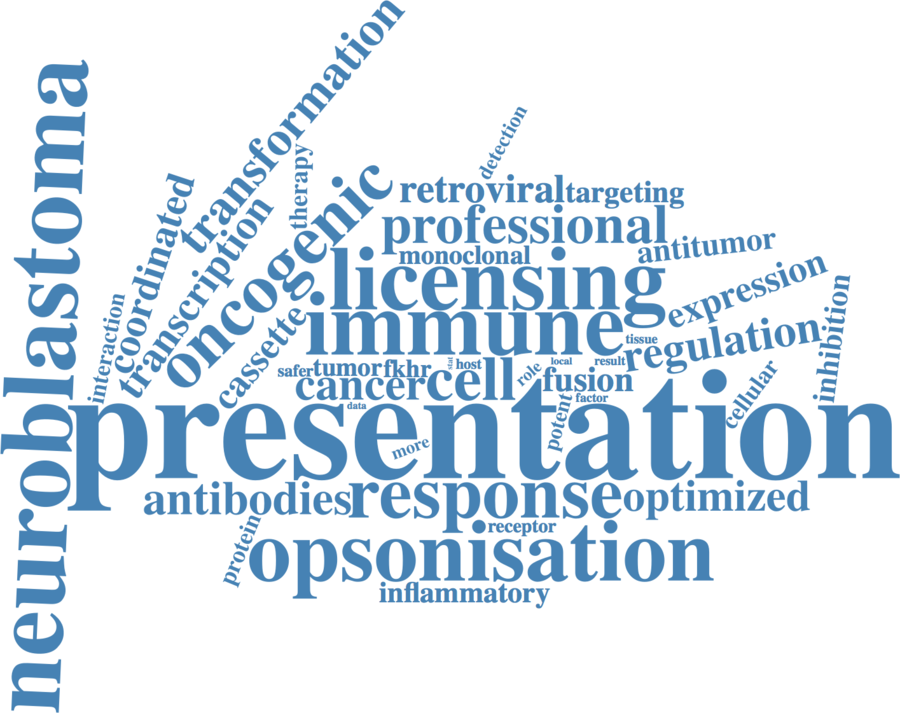 neuroblastoma
transformation
coordinated
transcription
interaction
therapy
oncogenic
cassette
detection
retroviral
targeting
professional
monoclonal
antitumor
licensing
expression
inhibition
immune
tissue
regulation
safer
tumor
fkhr
stat
host
local
result
role
cancer
cell
fusion
factor
cellular
data
potent
more
presentation
antibodies
response
optimized
receptor
protein
opsonisation
inflammatory